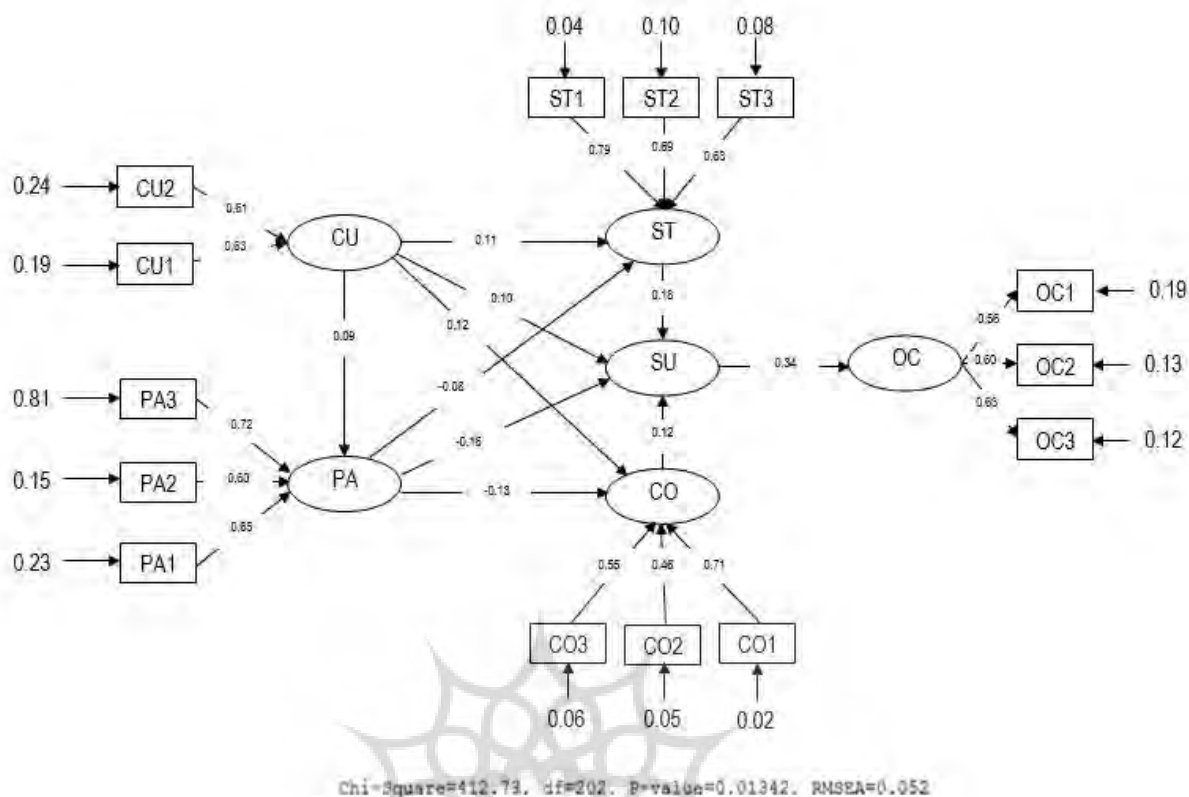 0.04 0.10 0.08
ST1 ST2 ST3
0.79 0.69 0.63
0.24 CU2 0.61
0.19 CU1 0.63
CU 0.11 ST
0.10
0.12
0.18
0.09
-0.08
SU 0.34 OC
-0.16
0.12
0.56 OC1 0.19
0.60 OC2 0.13
0.65 OC3 0.12
0.81 PA3 0.72
0.15 PA2 0.60
0.23 PA1 0.65
PA -0.13 CO
0.55 0.46 0.71
CO3 CO2 CO1
0.06 0.05 0.02
Chi-Square=412.73, df=202, P-value=0.01342, RMSEA=0.052